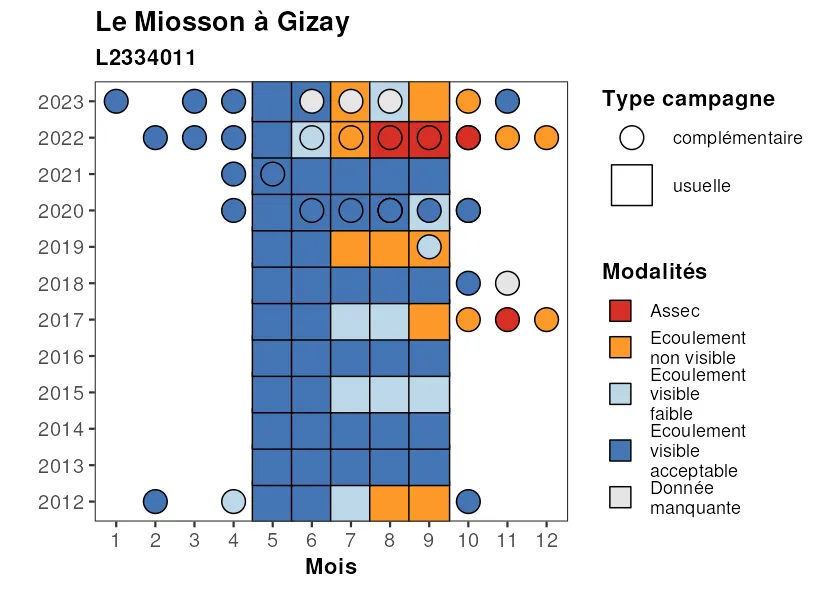 Le Miosson à Gizay
L2334011
2023
2022
2021
2020
2019
2018
2017
2016
2015
2014
2013
2012
1 2 3 4 5 6 7 8 9 10 11 12
Mois
Type campagne
complémentaire
usuelle
Modalités
Assec
Ecoulement
non visible
Ecoulement
visible
faible
Ecoulement
visible
acceptable
Donnée
manquante